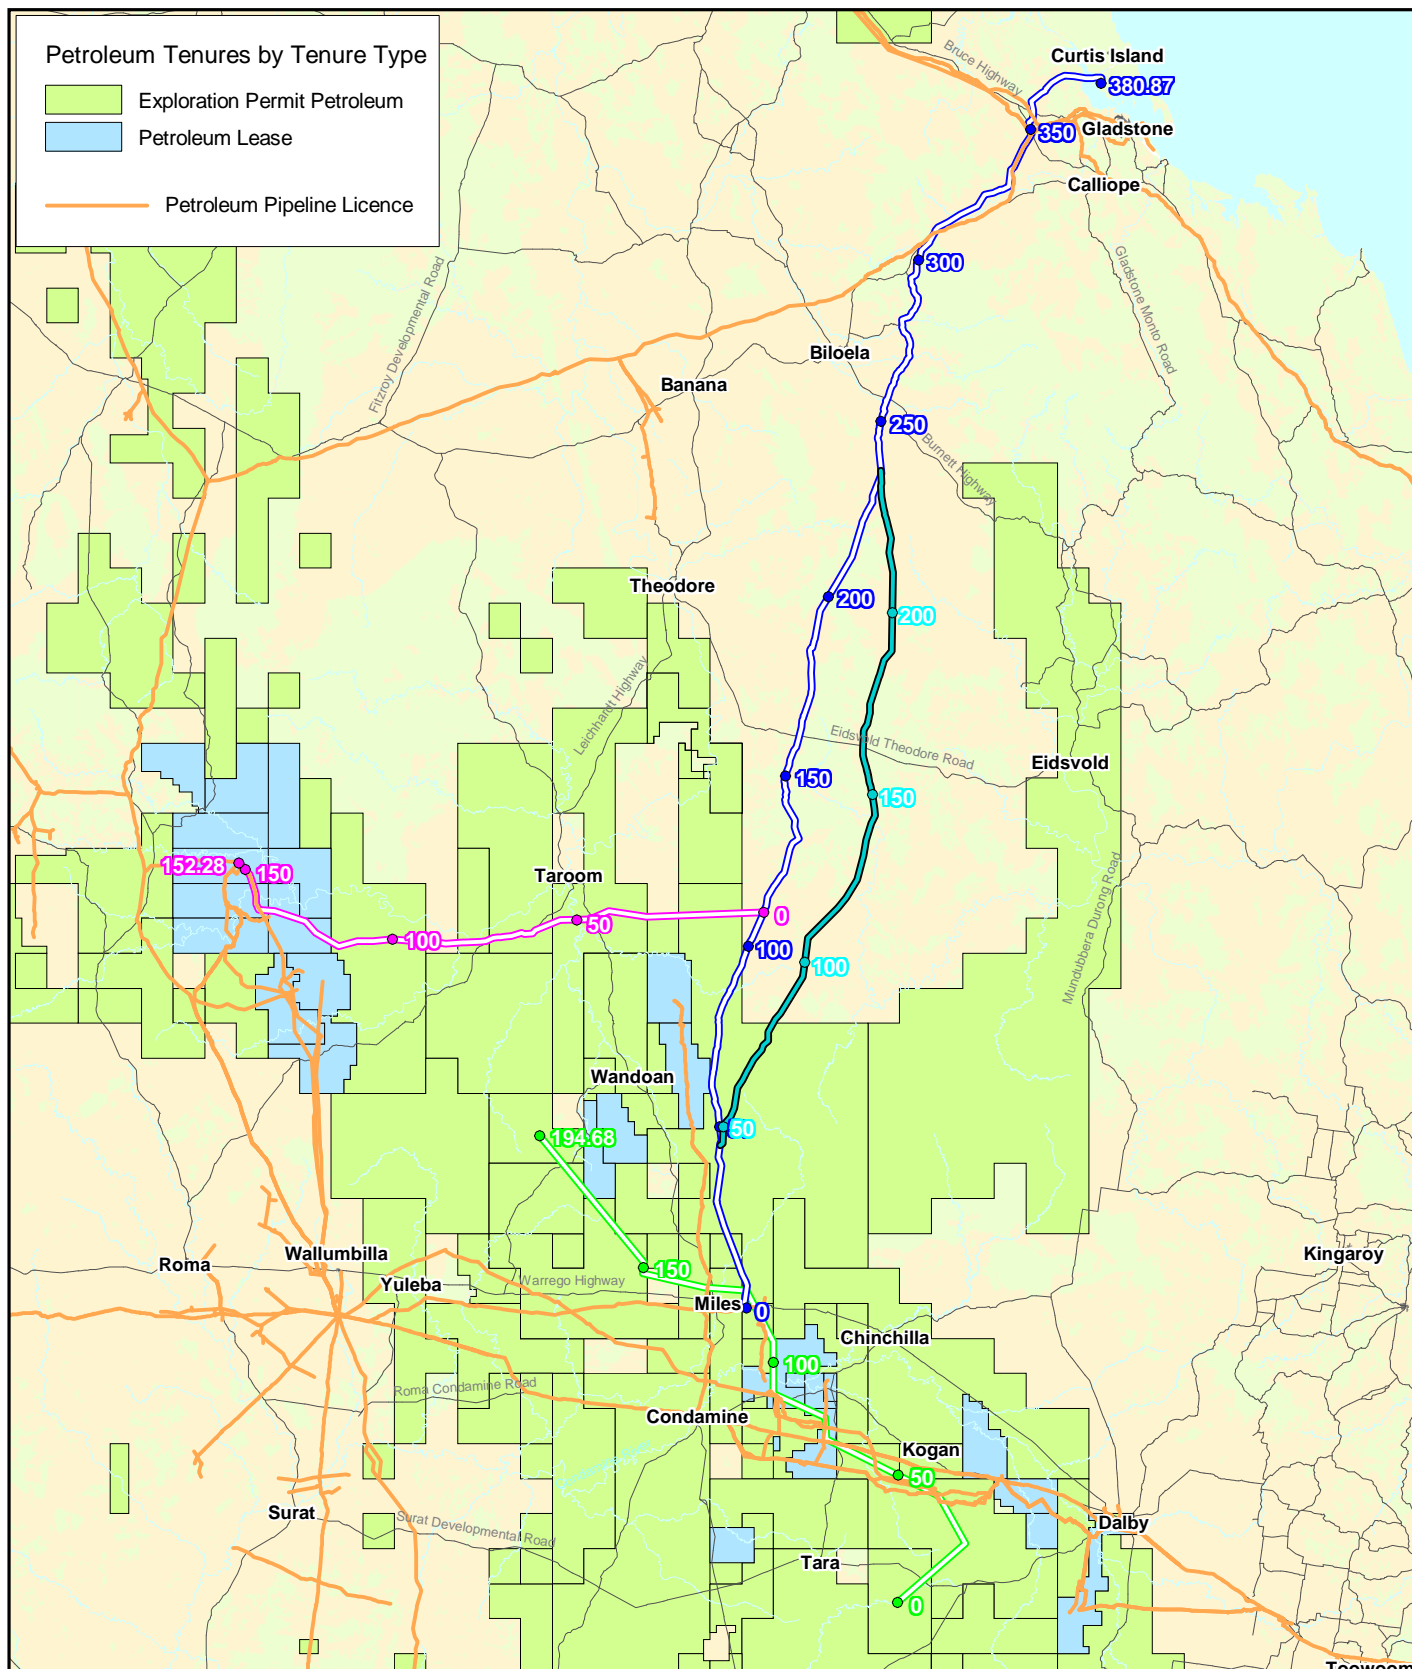 Petroleum Tenures by Tenure Type
Exploration Permit Petroleum
Petroleum Lease
Petroleum Pipeline Licence
Bruce Highway
Curtis Island
380.87
350
Gladstone
Calliope
300
Gladstone Monto Road
Fitzroy Developmental Road
Biloela
Banana
250
Burnett Highway
Theodore
200
200
Leichhardt Highway
Eidsvold Theodore Road
Eidsvold
150
150
152.28
150
Taroom
50
0
100
100
100
Mundubbera Durong Road
Wandoan
50
194.68
Kingaroy
Wallumbilla
Roma
Yuleba
150
Warrego Highway
Miles
0
Chinchilla
100
Roma Condamine Road
Condamine
Kogan
50
Surat
Surat Developmental Road
Dalby
Tara
0